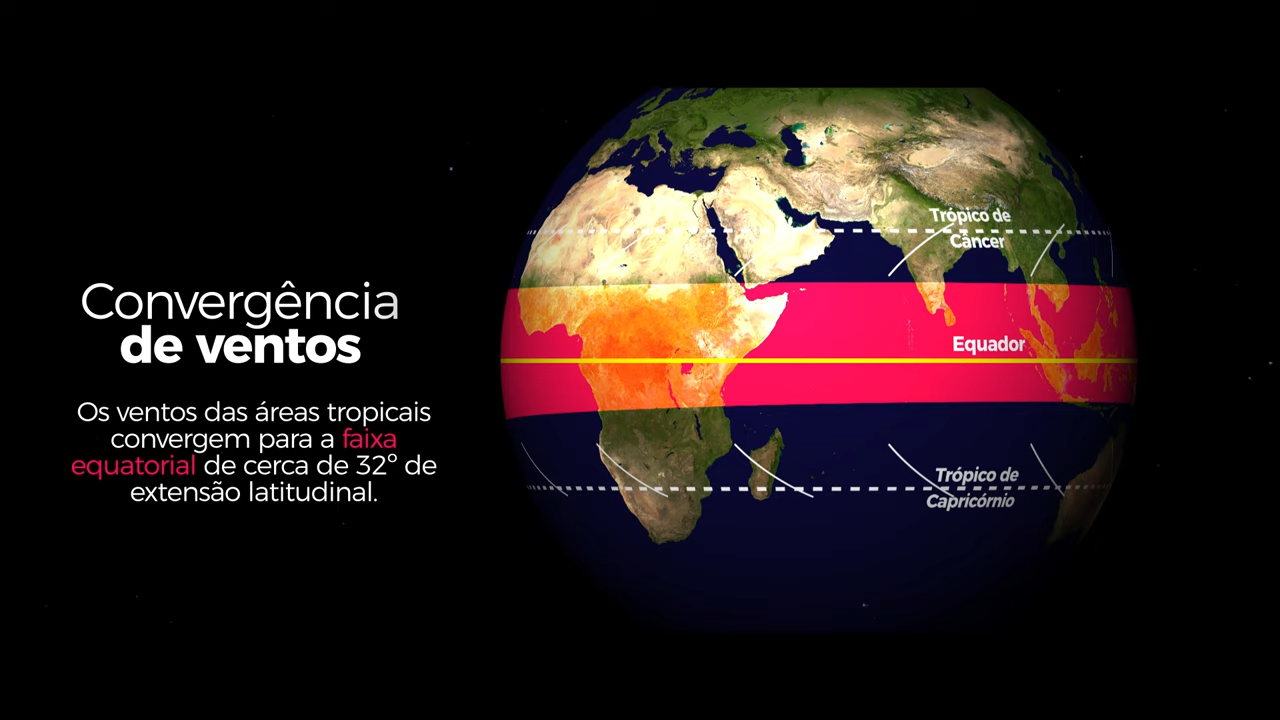 Convergência
de ventos
Os ventos das áreas tropicais
convergem para a faixa
equatorial de cerca de 32º de
extensão latitudinal.
Trópico de
Câncer
Equador
Trópico de
Capricórnio